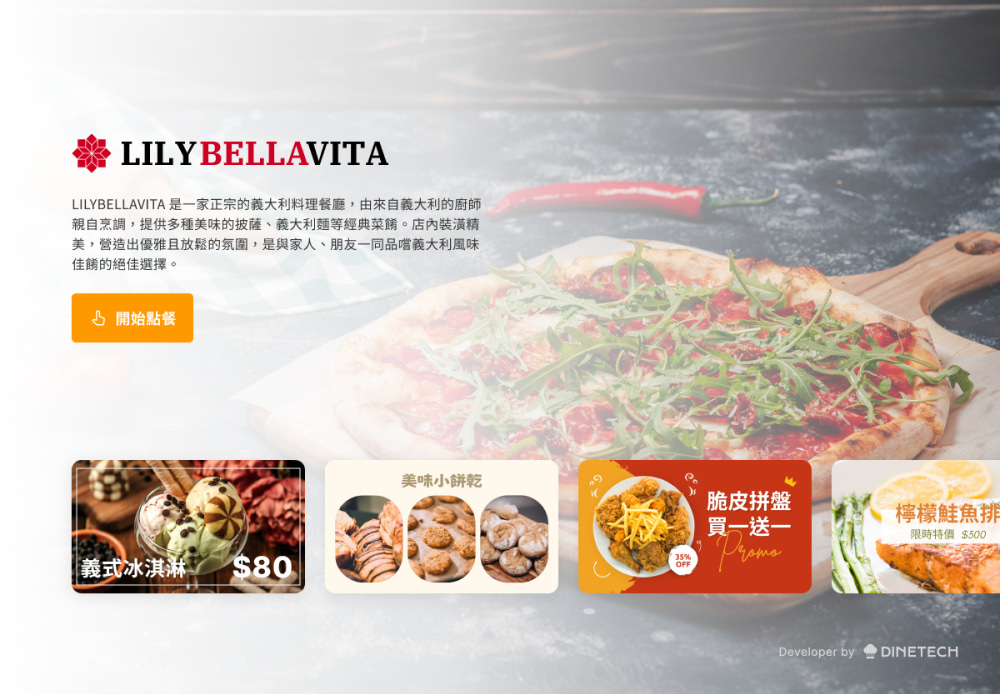 LILYBELLAVITA
LILYBELLAVITA 是一家正宗的義大利料理餐廳，由來自義大利的廚師
親自烹調，提供多種美味的披薩、義大利麵等經典菜餚。店內裝潢精
美，營造出優雅且放鬆的氛圍，是與家人、朋友一同品嚐義大利風味
佳餚的絕佳選擇。
開始點餐
義式冰淇淋 $80
美味小餅乾
脆皮拼盤
買一送一
Promo
35%
OFF
檸檬鮭魚排
限時特價 $300
Developer by DINETECH